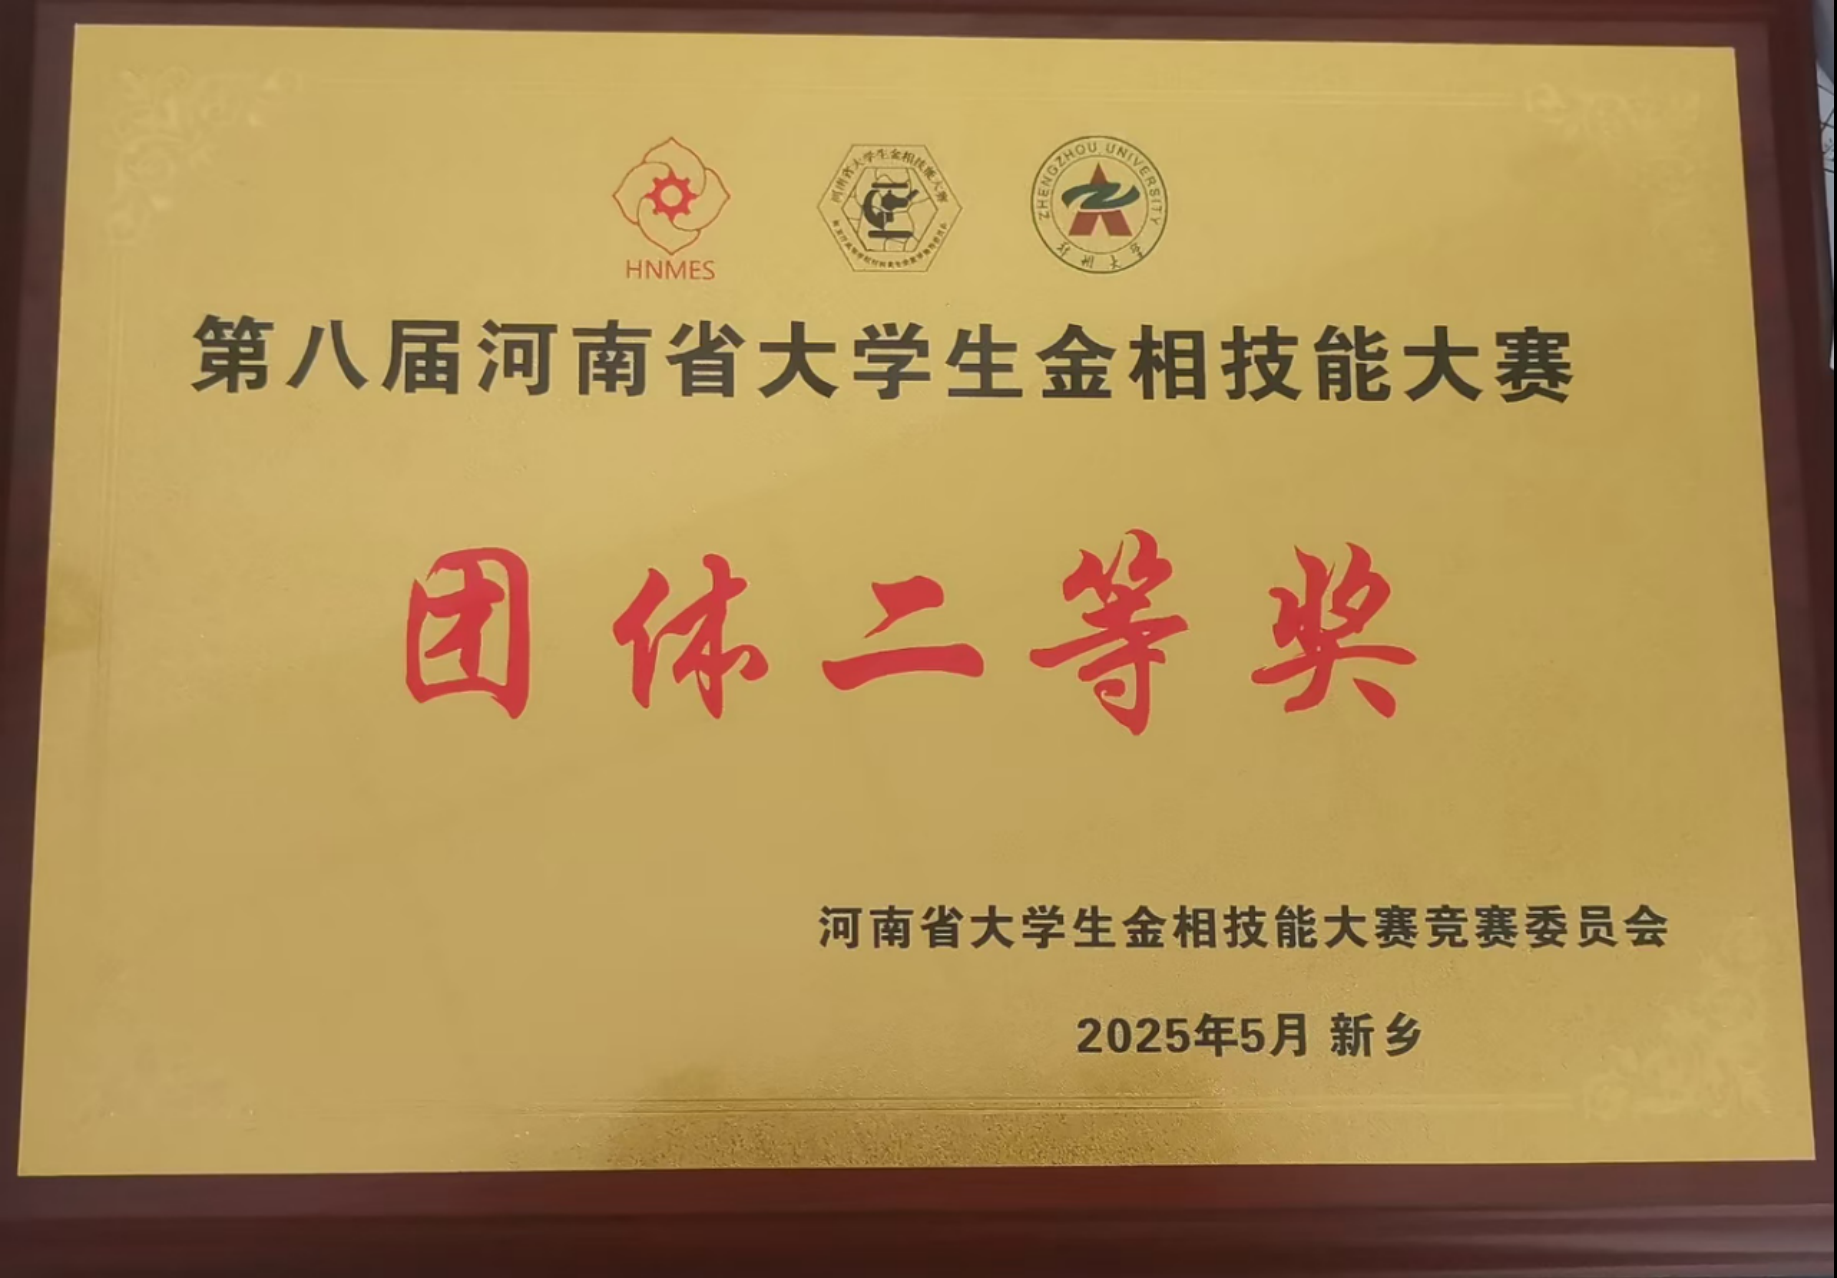 HNMES
河南省大学生金相技能大赛
ZHENGZHOU UNIVERSITY
郑州大学
第八届河南省大学生金相技能大赛
团体二等奖
河南省大学生金相技能大赛竞赛委员会
2025年5月 新乡